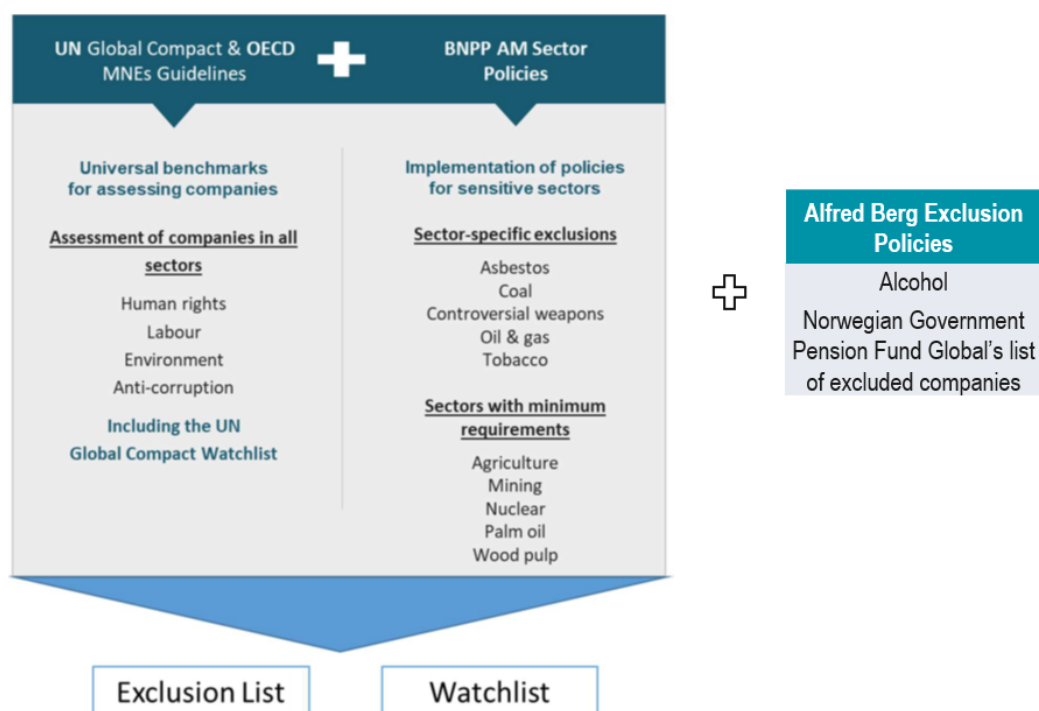 UN Global Compact & OECD
MNEs Guidelines
BNPP AM Sector
Policies
Universal benchmarks
for assessing companies
Assessment of companies in all
sectors
Human rights
Labour
Environment
Anti-corruption
Including the UN
Global Compact Watchlist
Implementation of policies
for sensitive sectors
Sector-specific exclusions
Asbestos
Coal
Controversial weapons
Oil & gas
Tobacco
Sectors with minimum
requirements
Agriculture
Mining
Nuclear
Palm oil
Wood pulp
Alfred Berg Exclusion
Policies
Alcohol
Norwegian Government
Pension Fund Global’s list
of excluded companies
Exclusion List
Watchlist